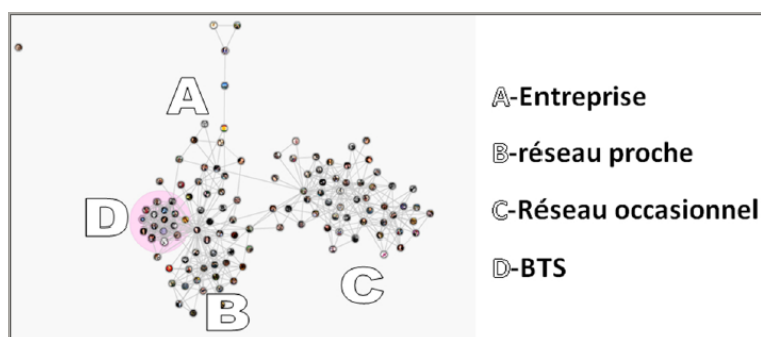 A
D
B
C
A-Entreprise
B-réseau proche
C-Réseau occasionnel
D-BTS